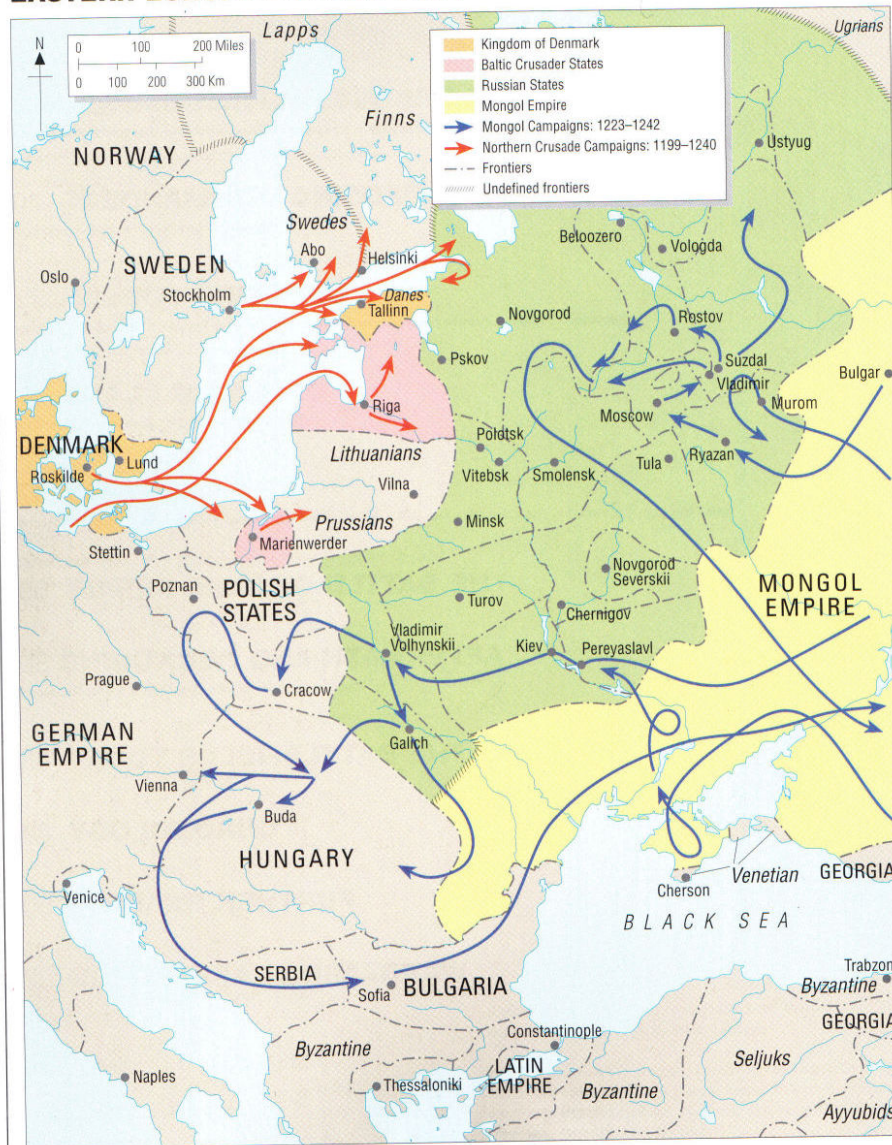 Lapps
Ugrians
N
0 100 200 Miles
0 100 200 300 Km
Kingdom of Denmark
Baltic Crusader States
Russian States
Mongol Empire
Mongol Campaigns: 1223–1242
Northern Crusade Campaigns: 1199–1240
Frontiers
Undefined frontiers
Finns
NORWAY
Ustyug
Swedes
Beloozero
Vologda
Abo
Helsinki
SWEDEN
Oslo
Stockholm
Danes
Tallinn
Novgorod
Rostov
Pskov
Suzdal
Vladimir
Bulgar
Riga
Moscow
Murom
DENMARK
Lund
Roskilde
Lithuanians
Polotsk
Vitebsk
Smolensk
Tula
Ryazan
Vilna
Prussians
Minsk
Marienwerder
Stettin
Poznan
POLISH
STATES
Novgorod
Severskii
MONGOL
EMPIRE
Turov
Chernigov
Vladimir
Volhynskii
Kiev
Pereyaslavl
Prague
Cracow
GERMAN
EMPIRE
Galich
Vienna
Buda
HUNGARY
Venice
Cherson
Venetian
GEORGIA
BLACK SEA
SERBIA
Sofia
BULGARIA
Trabzon
Byzantine
GEORGIA
Constantinople
Byzantine
LATIN
EMPIRE
Seljuks
Naples
Thessaloniki
Byzantine
Ayyubids